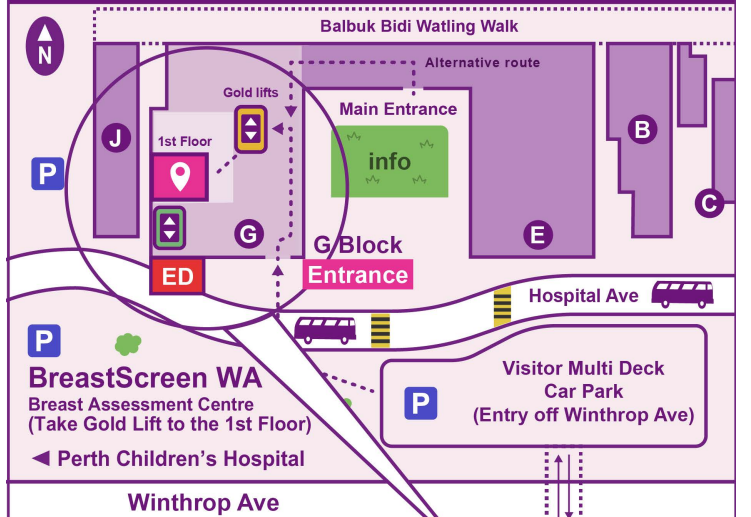 Balbuk Bidi Watling Walk
N
Alternative route
Gold lifts
Main Entrance
1st Floor
J
B
P
info
C
G
E
G Block
Entrance
ED
Hospital Ave
P
BreastScreen WA
Breast Assessment Centre
(Take Gold Lift to the 1st Floor)
Perth Children's Hospital
P
Visitor Multi Deck
Car Park
(Entry off Winthrop Ave)
Winthrop Ave